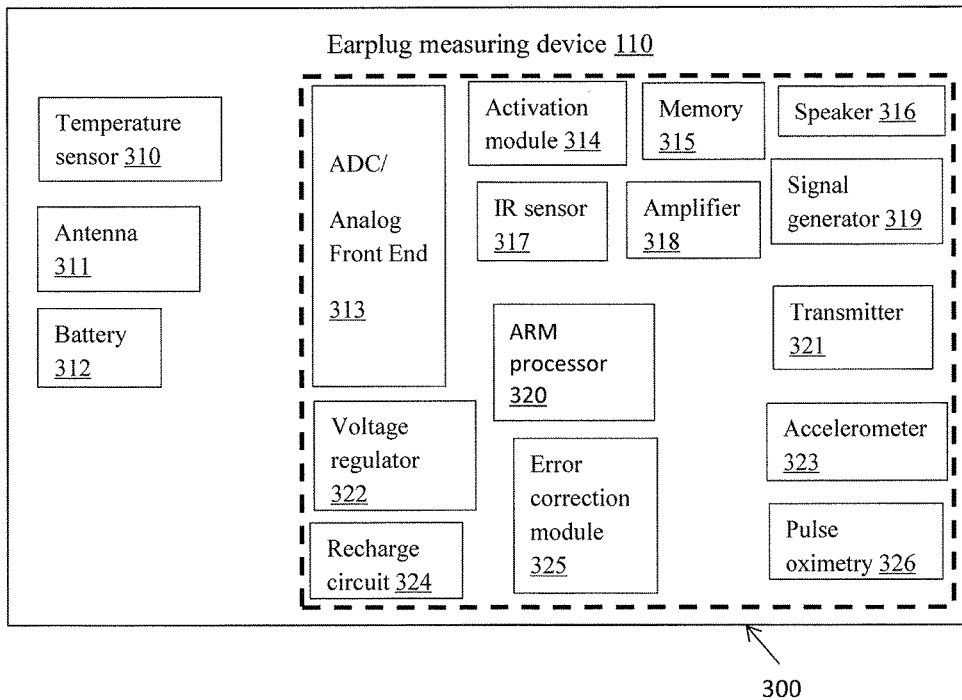 Earplug measuring device 110
Temperature
sensor 310
Antenna
311
Battery
312
ADC/
Analog
Front End
313
Activation
module 314
Memory
315
Speaker 316
IR sensor
317
Amplifier
318
Signal
generator 319
ARM
processor
320
Transmitter
321
Voltage
regulator
322
Accelerometer
323
Recharge
circuit 324
Error
correction
module
325
Pulse
oximetry 326
300